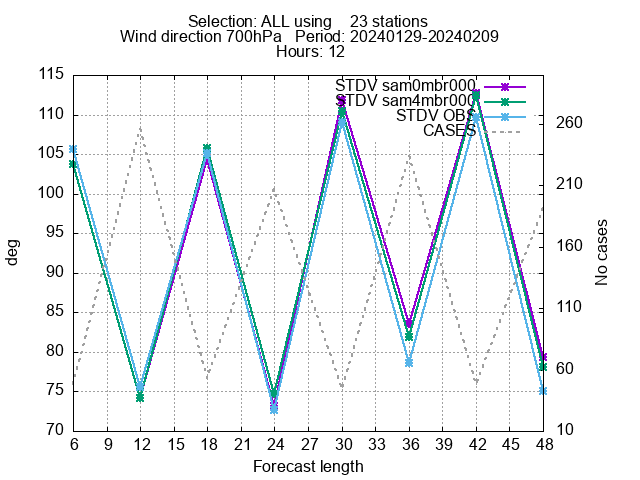 Selection: ALL using    23 stations
Wind direction 700hPa   Period: 20240129-20240209
Hours: 12
STDV sam0mbr000
STDV sam4mbr000
STDV OBS
CASES
115
110
105
100
95
90
85
80
75
70
deg
260
210
160
110
60
10
No cases
6 9 12 15 18 21 24 27 30 33 36 39 42 45 48
Forecast length